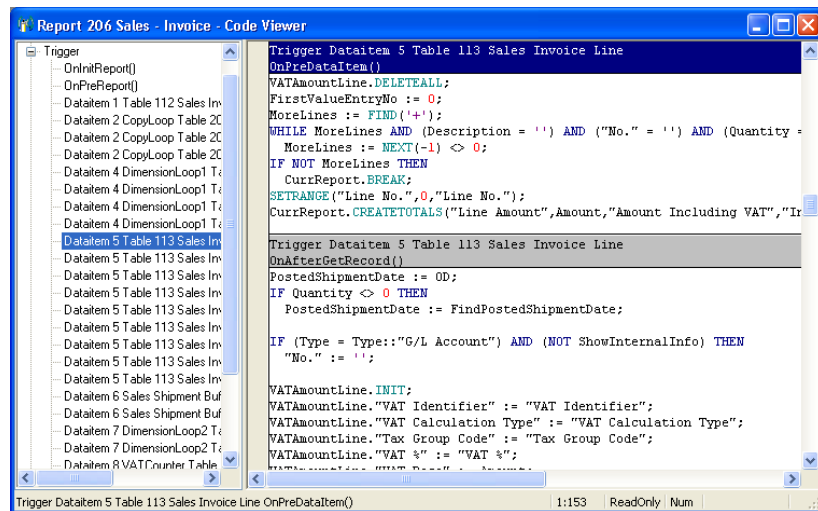 Report 206 Sales - Invoice - Code Viewer
Trigger
OnInitReport()
OnPreReport()
Dataitem 1 Table 112 Sales Inv
Dataitem 2 CopyLoop Table 20
Dataitem 2 CopyLoop Table 20
Dataitem 2 CopyLoop Table 20
Dataitem 4 DimensionLoop1 Ta
Dataitem 4 DimensionLoop1 Ta
Dataitem 4 DimensionLoop1 Ta
Dataitem 5 Table 113 Sales Inv
Dataitem 5 Table 113 Sales Inv
Dataitem 5 Table 113 Sales Inv
Dataitem 5 Table 113 Sales Inv
Dataitem 5 Table 113 Sales Inv
Dataitem 5 Table 113 Sales Inv
Dataitem 5 Table 113 Sales Inv
Dataitem 5 Table 113 Sales Inv
Dataitem 5 Table 113 Sales Inv
Dataitem 6 Sales Shipment Buf
Dataitem 6 Sales Shipment Buf
Dataitem 7 DimensionLoop2 Ta
Dataitem 7 DimensionLoop2 Ta
Dataitem 8 VATCounter Table
Trigger Dataitem 5 Table 113 Sales Invoice Line
OnPreDataItem()
VATAmountLine.DELETEALL;
FirstValueEntryNo := 0;
MoreLines := FIND('+');
WHILE MoreLines AND (Description = '') AND ("No." = '') AND (Quantity =
MoreLines := NEXT(-1) <> 0;
IF NOT MoreLines THEN
CurrReport.BREAK;
SETRANGE("Line No.",0,"Line No.");
CurrReport.CREATETOTALS("Line Amount",Amount,"Amount Including VAT","In
Trigger Dataitem 5 Table 113 Sales Invoice Line
OnAfterGetRecord()
PostedShipmentDate := 0D;
IF Quantity <> 0 THEN
PostedShipmentDate := FindPostedShipmentDate;
IF (Type = Type::"G/L Account") AND (NOT ShowInternalInfo) THEN
"No." := '';
VATAmountLine.INIT;
VATAmountLine."VAT Identifier" := "VAT Identifier";
VATAmountLine."VAT Calculation Type" := "VAT Calculation Type";
VATAmountLine."Tax Group Code" := "Tax Group Code";
VATAmountLine."VAT %" := "VAT %";
VATAmountLine."VAT Base" := Amount;
Trigger Dataitem 5 Table 113 Sales Invoice Line OnPreDataItem()
1:153
ReadOnly
Num